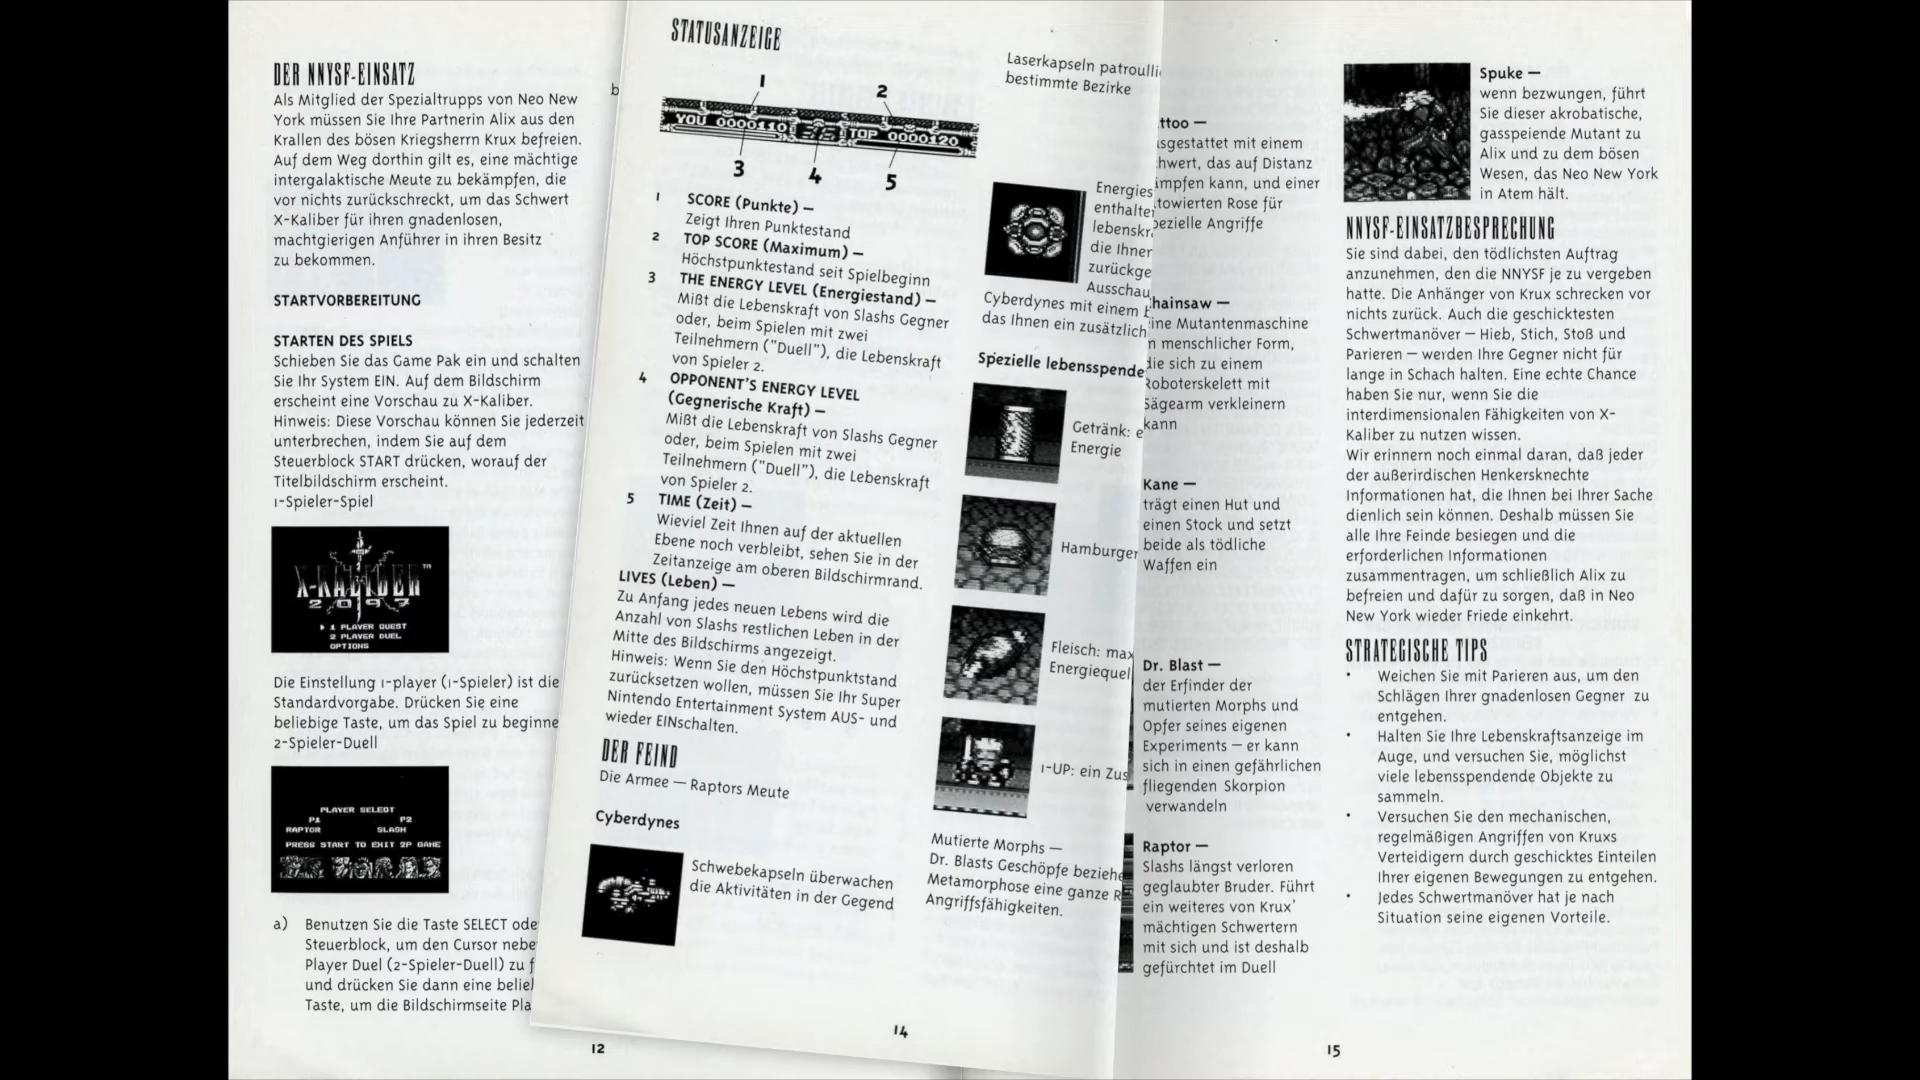 DER NNYSF-EINSATZ
Als Mitglied der Spezialtrupps von Neo New
York müssen Sie Ihre Partnerin Alix aus den
Krallen des bösen Kriegsherrn Krux befreien.
Auf dem Weg dorthin gilt es, eine mächtige
intergalaktische Meute zu bekämpfen, die
vor nichts zurückschreckt, um das Schwert
X-Kaliber für ihren gnadenlosen,
machtgierigen Anführer in ihren Besitz
zu bekommen.
STARTVORBEREITUNG
STARTEN DES SPIELS
Schieben Sie das Game Pak ein und schalten
Sie Ihr System EIN. Auf dem Bildschirm
erscheint eine Vorschau zu X-Kaliber.
Hinweis: Diese Vorschau können Sie jederzeit
unterbrechen, indem Sie auf dem
Steuerblock START drücken, worauf der
Titelbildschirm erscheint.
1-Spieler-Spiel
X-KALIBER™
2097
1 PLAYER QUEST
2 PLAYER DUEL
OPTIONS
Die Einstellung 1-player (1-Spieler) ist die
Standardvorgabe. Drücken Sie eine
beliebige Taste, um das Spiel zu beginne
2-Spieler-Duell
PLAYER SELECT
P1 P2
RAPTOR SLASH
PRESS START TO EXIT 2P GAME
a) Benutzen Sie die Taste SELECT ode
Steuerblock, um den Cursor nebe
Player Duel (2-Spieler-Duell) zu f
und drücken Sie dann eine belie
Taste, um die Bildschirmseite Pla
12
b
STATUSANZEIGE
1 2
YOU 0000110 TOP 0000120
3 4 5
1 SCORE (Punkte) —
Zeigt Ihren Punktestand
2 TOP SCORE (Maximum) —
Höchstpunktestand seit Spielbeginn
3 THE ENERGY LEVEL (Energiestand) —
Mißt die Lebenskraft von Slashs Gegner
oder, beim Spielen mit zwei
Teilnehmern ("Duell"), die Lebenskraft
von Spieler 2.
4 OPPONENT'S ENERGY LEVEL
(Gegnerische Kraft) —
Mißt die Lebenskraft von Slashs Gegner
oder, beim Spielen mit zwei
Teilnehmern ("Duell"), die Lebenskraft
von Spieler 2.
5 TIME (Zeit) —
Wieviel Zeit Ihnen auf der aktuellen
Ebene noch verbleibt, sehen Sie in der
Zeitanzeige am oberen Bildschirmrand.
LIVES (Leben) —
Zu Anfang jedes neuen Lebens wird die
Anzahl von Slashs restlichen Leben in der
Mitte des Bildschirms angezeigt.
Hinweis: Wenn Sie den Höchstpunktstand
zurücksetzen wollen, müssen Sie Ihr Super
Nintendo Entertainment System AUS- und
wieder EINschalten.
DER FEIND
Die Armee — Raptors Meute
Cyberdynes
Schwebekapseln überwachen
die Aktivitäten in der Gegend
Laserkapseln patroulli
bestimmte Bezirke
Energies
enthalte
lebenskr
die Ihner
zurückge
Ausschau
Cyberdynes mit einem
das Ihnen ein zusätzlich
Spezielle lebensspende
Getränk: e
Energie
Hamburger
Fleisch: max
Energiequel
1-UP: ein Zus
Mutierte Morphs —
Dr. Blasts Geschöpfe beziehe
Metamorphose eine ganze R
Angriffsfähigkeiten.
14
ttoo —
sgestattet mit einem
hwert, das auf Distanz
impfen kann, und einer
towierten Rose für
pezielle Angriffe
hainsaw —
ine Mutantenmaschine
n menschlicher Form,
die sich zu einem
Roboterskelett mit
Sägearm verkleinern
kann
Kane —
trägt einen Hut und
einen Stock und setzt
beide als tödliche
Waffen ein
Dr. Blast —
der Erfinder der
mutierten Morphs und
Opfer seines eigenen
Experiments — er kann
sich in einen gefährlichen
fliegenden Skorpion
verwandeln
Raptor —
Slahs längst verloren
geglaubter Bruder. Führt
ein weiteres von Krux'
mächtigen Schwertern
mit sich und ist deshalb
gefürchtet im Duell
Spuke —
wenn bezwungen, führt
Sie dieser akrobatische,
gasspeiende Mutant zu
Alix und zu dem bösen
Wesen, das Neo New York
in Atem hält.
NNYSF-EINSATZBESPRECHUNG
Sie sind dabei, den tödlichsten Auftrag
anzunehmen, den die NNYSF je zu vergeben
hatte. Die Anhänger von Krux schrecken vor
nichts zurück. Auch die geschicktesten
Schwertmanöver — Hieb, Stich, Stoß und
Parieren — werden Ihre Gegner nicht für
lange in Schach halten. Eine echte Chance
haben Sie nur, wenn Sie die
interdimensionalen Fähigkeiten von X-
Kaliber zu nutzen wissen.
Wir erinnern noch einmal daran, daß jeder
der außerirdischen Henkersknechte
Informationen hat, die Ihnen bei Ihrer Sache
dienlich sein können. Deshalb müssen Sie
alle Ihre Feinde besiegen und die
erforderlichen Informationen
zusammentragen, um schließlich Alix zu
befreien und dafür zu sorgen, daß in Neo
New York wieder Friede einkehrt.
STRATEGISCHE TIPS
• Weichen Sie mit Parieren aus, um den
Schlägen Ihrer gnadenlosen Gegner zu
entgehen.
• Halten Sie Ihre Lebenskraftsanzeige im
Auge, und versuchen Sie, möglichst
viele lebensspendende Objekte zu
sammeln.
• Versuchen Sie den mechanischen,
regelmäßigen Angriffen von Kruxs
Verteidigern durch geschicktes Einteilen
Ihrer eigenen Bewegungen zu entgehen.
• Jedes Schwertmanöver hat je nach
Situation seine eigenen Vorteile.
15